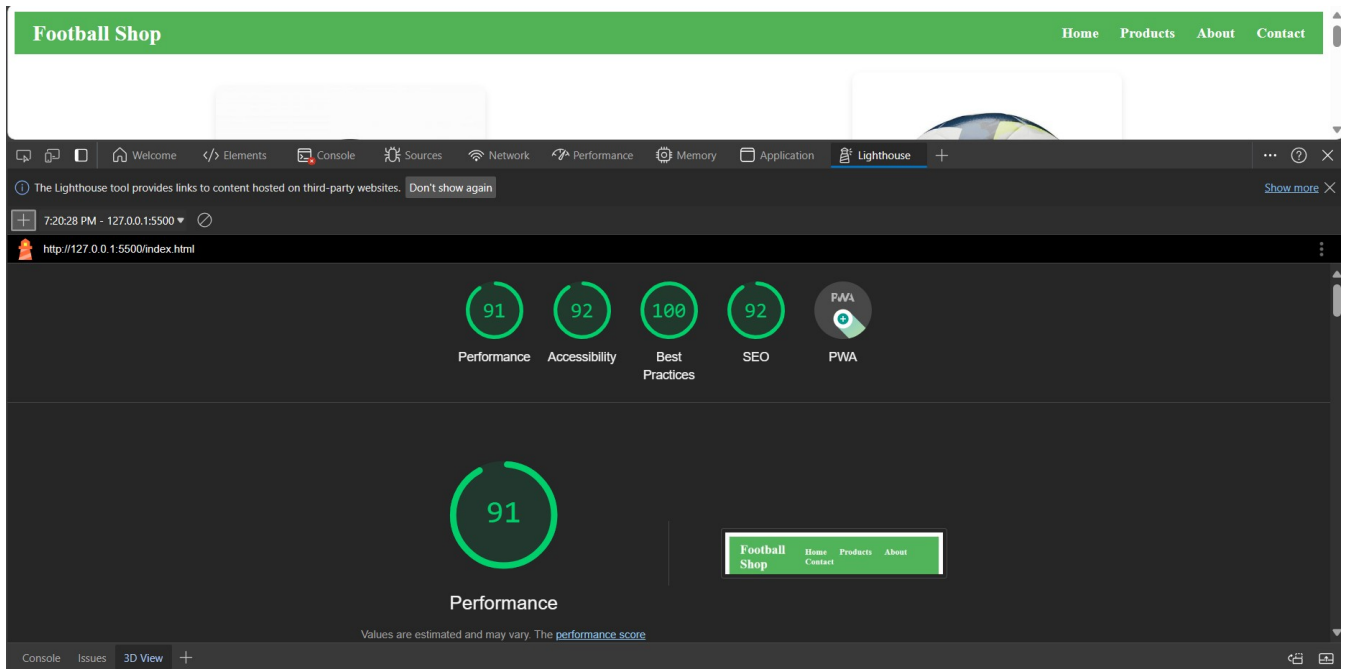 Football Shop
Home Products About Contact
Welcome Elements Console Sources Network Performance Memory Application Lighthouse
The Lighthouse tool provides links to content hosted on third-party websites. Don't show again Show more
7:20:28 PM - 127.0.0.1:5500
http://127.0.0.1:5500/index.html
91 92 100 92 PWA
Performance Accessibility Best Practices SEO PWA
91
Football Shop
Home Products About
Contact
Performance
Values are estimated and may vary. The performance score
Console Issues 3D View